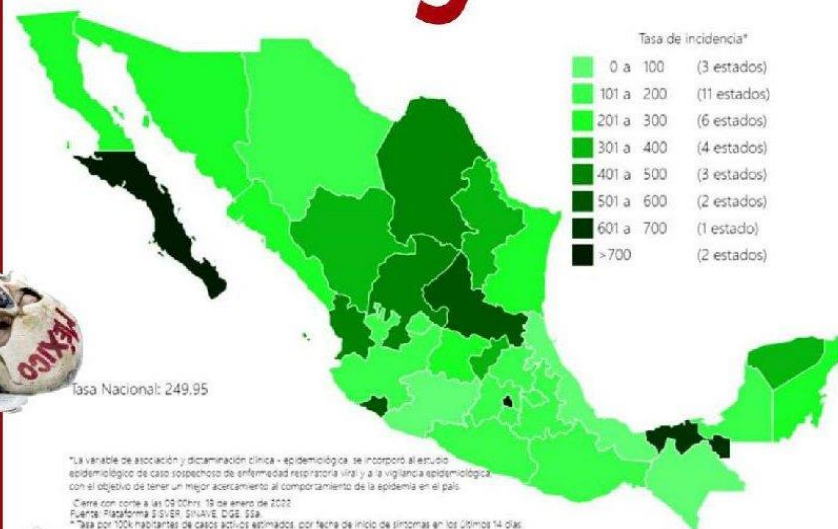 g
Tasa de incidencia*
0 a 100 (3 estados)
101 a 200 (11 estados)
201 a 300 (6 estados)
301 a 400 (4 estados)
401 a 500 (3 estados)
501 a 600 (2 estados)
601 a 700 (1 estado)
>700 (2 estados)
MÉXICO
Tasa Nacional: 249.95
*La variable de asociación y dictaminación clínica - epidemiológica, se incorporó al estudio
epidemiológico de caso sospechoso de enfermedad respiratoria viral y a la vigilancia epidemiológica,
con el objetivo de tener un mejor acercamiento al comportamiento de la epidemia en el país.
Cierre con corte a las 09:00hrs, 19 de enero de 2022
Fuente: Plataforma SISVER, SINAVE, DGE, SSa.
* Tasa por 100k habitantes de casos activos estimados, por fecha de inicio de síntomas en los últimos 14 días